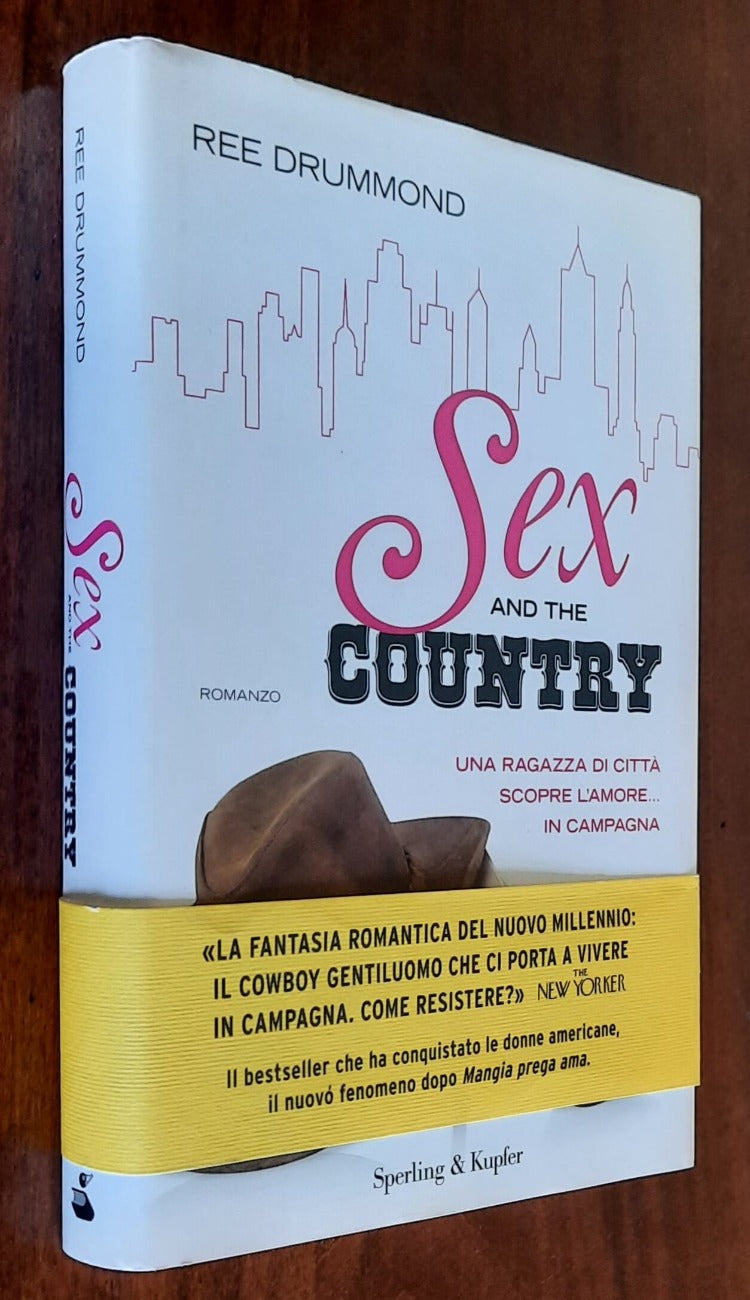 REE DRUMMOND
Sex
AND THE
COUNTRY
ROMANZO
UNA RAGAZZA DI CITTÀ
SCOPRE L'AMORE...
IN CAMPAGNA
«LA FANTASIA ROMANTICA DEL NUOVO MILLENNIO:
IL COWBOY GENTILUOMO CHE CI PORTA A VIVERE
IN CAMPAGNA. COME RESISTERE?» THE NEW YORKER
Il bestseller che ha conquistato le donne americane,
il nuovo fenomeno dopo Mangia prega ama.
Sperling & Kupfer
REE DRUMMOND
Sex
AND THE
COUNTRY